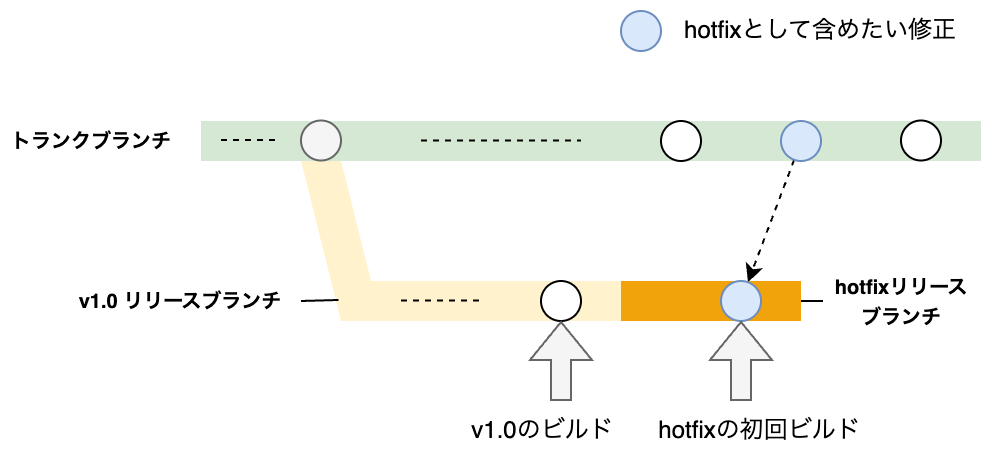 hotfixとして含めたい修正
トランクブランチ
v1.0 リリースブランチ
hotfixリリース
ブランチ
v1.0のビルド
hotfixの初回ビルド